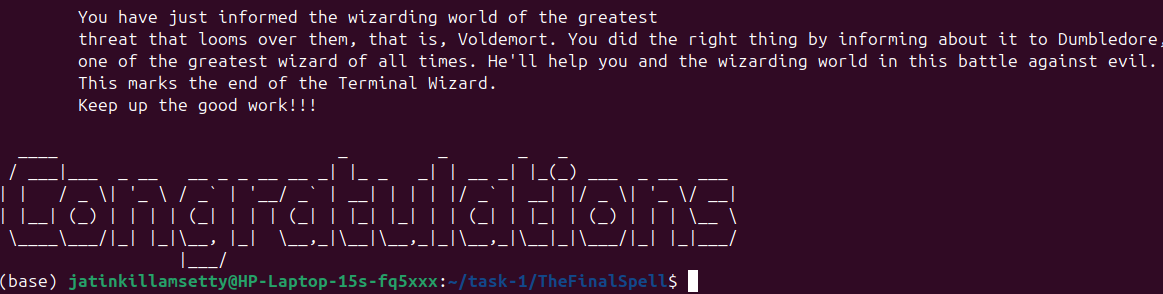 You have just informed the wizarding world of the greatest
threat that looms over them, that is, Voldemort. You did the right thing by informing about it to Dumbledore,
one of the greatest wizard of all times. He'll help you and the wizarding world in this battle against evil.
This marks the end of the Terminal Wizard.
Keep up the good work!!!
Congratulations
(base) jatinkillamsetty@HP-Laptop-15s-fq5xxx:~/task-1/TheFinalSpell$